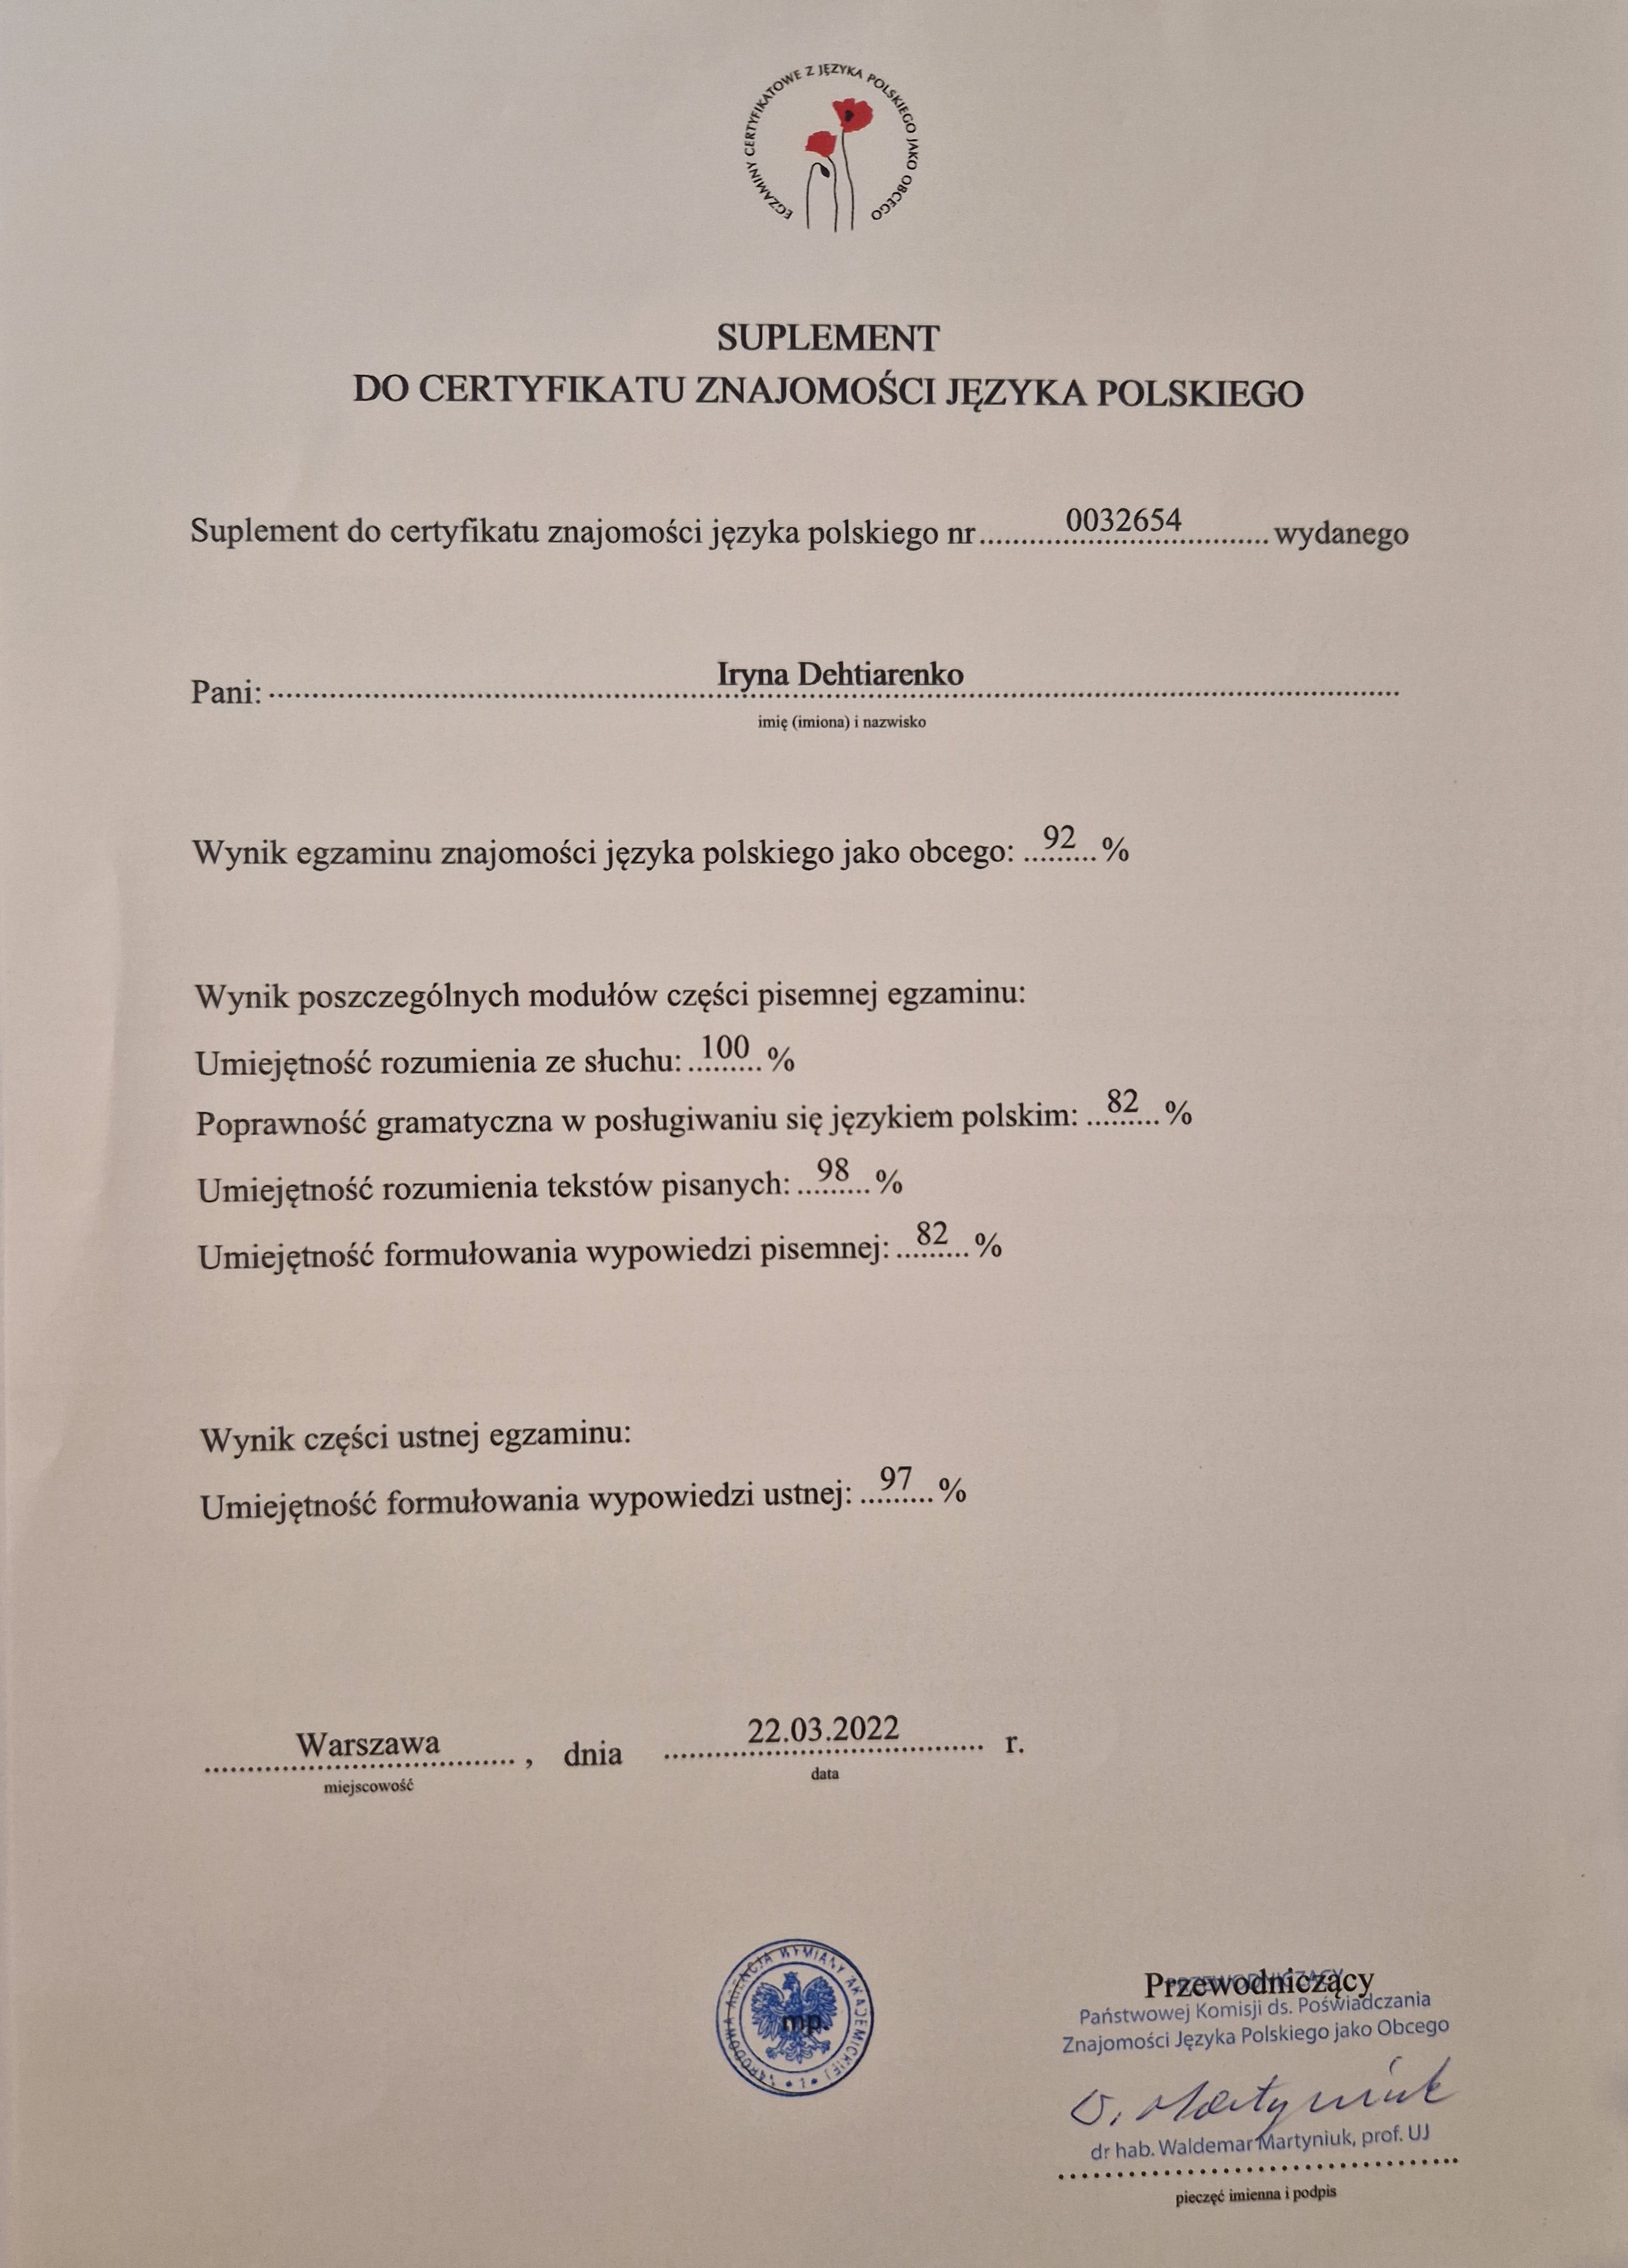 EGZAMINY CERTYFIKATOWE Z JĘZYKA POLSKIEGO JAKO OBCEGO
SUPLEMENT
DO CERTYFIKATU ZNAJOMOŚCI JĘZYKA POLSKIEGO
Suplement do certyfikatu znajomości języka polskiego nr 0032654 wydanego
Pani: Iryna Dehtiarenko
imię (imiona) i nazwisko
Wynik egzaminu znajomości języka polskiego jako obcego: 92 %
Wynik poszczególnych modułów części pisemnej egzaminu:
Umiejętność rozumienia ze słuchu: 100 %
Poprawność gramatyczna w posługiwaniu się językiem polskim: 82 %
Umiejętność rozumienia tekstów pisanych: 98 %
Umiejętność formułowania wypowiedzi pisemnej: 82 %
Wynik części ustnej egzaminu:
Umiejętność formułowania wypowiedzi ustnej: 97 %
Warszawa, dnia 22.03.2022 r.
miejscowość data
NARODOWA AGENCJA WYMIANY AKADEMICKIEJ • 1 •
mp.
Przewodniczący
PRZEWODNICZĄCY
Państwowej Komisji ds. Poświadczania
Znajomości Języka Polskiego jako Obcego
W. Martyniuk
dr hab. Waldemar Martyniuk, prof. UJ
pieczęć imienna i podpis